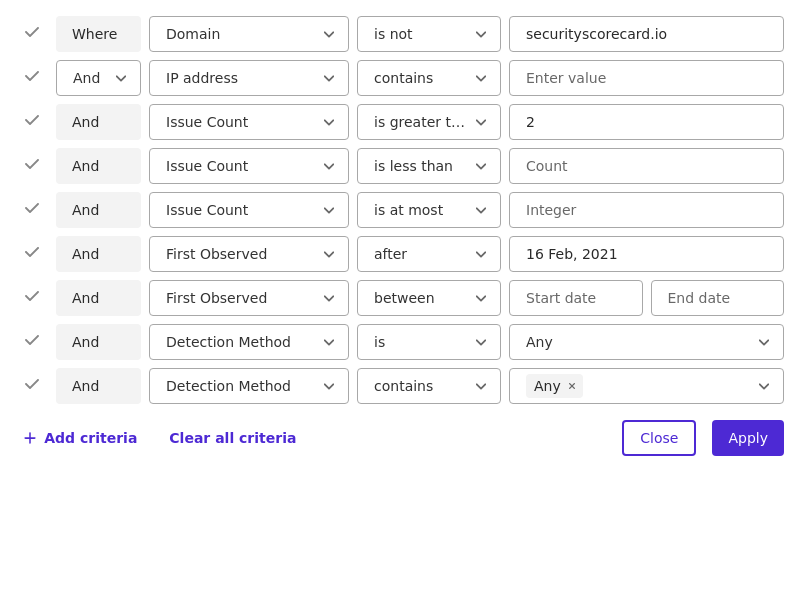 Where Domain is not securityscorecard.io
And IP address contains Enter value
And Issue Count is greater t... 2
And Issue Count is less than Count
And Issue Count is at most Integer
And First Observed after 16 Feb, 2021
And First Observed between Start date End date
And Detection Method is Any
And Detection Method contains Any ×
+ Add criteria Clear all criteria Close Apply